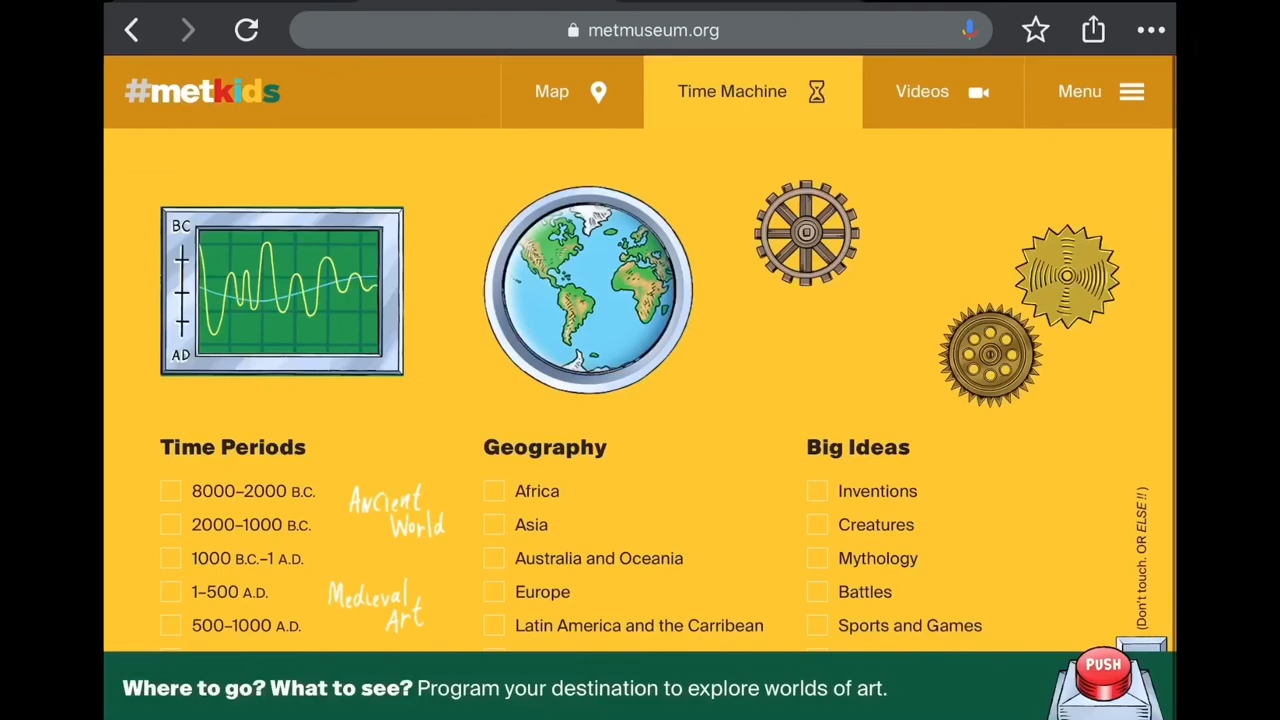 metmuseum.org
#metkids
Map
Time Machine
Videos
Menu
BC
AD
Time Periods
8000–2000 B.C.
2000–1000 B.C.
1000 B.C.–1 A.D.
1–500 A.D.
500–1000 A.D.
Ancient
World
Medieval
Art
Geography
Africa
Asia
Australia and Oceania
Europe
Latin America and the Carribean
Big Ideas
Inventions
Creatures
Mythology
Battles
Sports and Games
(Don't touch. OR ELSE!!)
Where to go? What to see? Program your destination to explore worlds of art.
PUSH